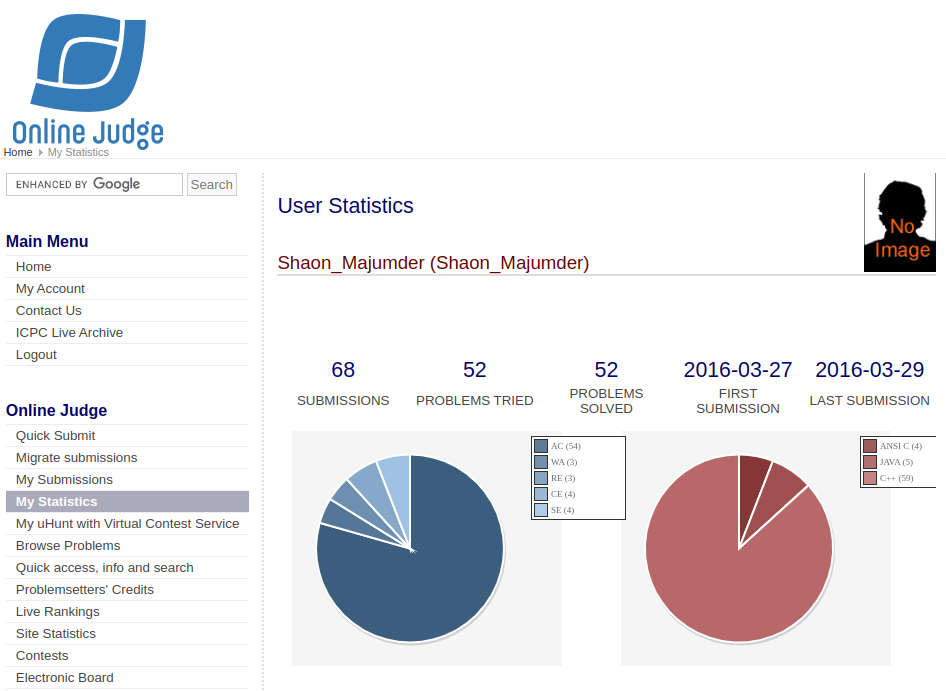 Online Judge
Home My Statistics
ENHANCED BY Google Search
Main Menu
Home
My Account
Contact Us
ICPC Live Archive
Logout
Online Judge
Quick Submit
Migrate submissions
My Submissions
My Statistics
My uHunt with Virtual Contest Service
Browse Problems
Quick access, info and search
Problemsetters' Credits
Live Rankings
Site Statistics
Contests
Electronic Board
User Statistics
No
Image
Shaon_Majumder (Shaon_Majumder)
68 52 52 2016-03-27 2016-03-29
SUBMISSIONS PROBLEMS TRIED PROBLEMS SOLVED FIRST SUBMISSION LAST SUBMISSION
AC (54)
WA (3)
RE (3)
CE (4)
SE (4)
ANSI C (4)
JAVA (5)
C++ (59)